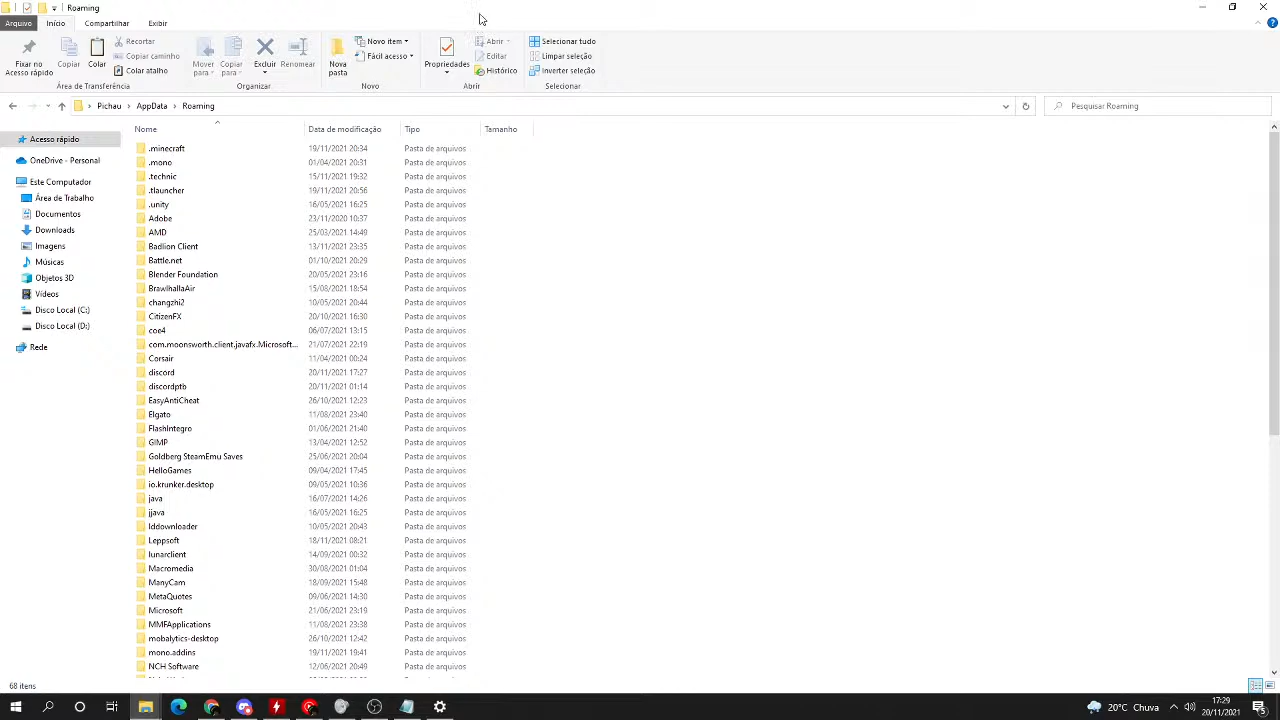 Roaming
Arquivo Início Compartilhar Exibir
Fixar no Acesso rápido
Copiar
Colar
Recortar
Copiar caminho
Colar atalho
Área de Transferência
Mover para
Copiar para
Excluir
Renomear
Organizar
Nova pasta
Novo item
Fácil acesso
Novo
Propriedades
Abrir
Editar
Histórico
Abrir
Selecionar tudo
Limpar seleção
Inverter seleção
Selecionar
Pichau > AppData > Roaming
Pesquisar Roaming
Acesso rápido
OneDrive - Personal
Este Computador
Área de Trabalho
Documentos
Downloads
Imagens
Músicas
Objetos 3D
Vídeos
Disco Local (C:)
Disco Local (D:)
Rede
Nome Data de modificação Tipo Tamanho
.minecraft 19/11/2021 20:34 Pasta de arquivos
.mono 01/04/2021 20:31 Pasta de arquivos
.technic 15/11/2021 19:32 Pasta de arquivos
.tlauncher 19/11/2021 20:56 Pasta de arquivos
.unity 16/05/2021 16:25 Pasta de arquivos
Adobe 23/11/2020 10:37 Pasta de arquivos
AMD 25/03/2021 14:49 Pasta de arquivos
Badlion Client 13/11/2021 23:35 Pasta de arquivos
Battle.net 01/10/2021 20:29 Pasta de arquivos
Blender Foundation 20/05/2021 23:16 Pasta de arquivos
BrawlhallaAir 15/08/2021 18:54 Pasta de arquivos
changzhi2 10/05/2021 20:44 Pasta de arquivos
CitizenFX 20/10/2021 16:30 Pasta de arquivos
coe4 06/07/2021 13:15 Pasta de arquivos
com.moonsworth.client.javafx.Microsoft... 21/07/2021 22:19 Pasta de arquivos
Corsair 11/04/2021 00:24 Pasta de arquivos
discord 20/11/2021 17:27 Pasta de arquivos
discordptb 20/11/2021 01:14 Pasta de arquivos
EasyAntiCheat 26/10/2021 12:23 Pasta de arquivos
Elgato 11/08/2021 23:40 Pasta de arquivos
FlashIntegro 01/06/2021 21:40 Pasta de arquivos
GIMP 13/04/2021 12:52 Pasta de arquivos
Goldberg SteamEmu Saves 25/06/2021 20:04 Pasta de arquivos
HelloGames 09/04/2021 17:45 Pasta de arquivos
io.krunker.desktop 09/05/2021 10:36 Pasta de arquivos
java 16/07/2021 14:26 Pasta de arquivos
jjava 16/05/2021 16:25 Pasta de arquivos
lddownloader 10/05/2021 20:43 Pasta de arquivos
Leppsoft 18/11/2021 08:21 Pasta de arquivos
lunarclient 14/09/2021 00:32 Pasta de arquivos
Macromedia 30/08/2021 01:04 Pasta de arquivos
ManyCam 18/09/2021 15:48 Pasta de arquivos
MetaQuotes 09/06/2021 14:30 Pasta de arquivos
Microsoft 21/06/2021 23:19 Pasta de arquivos
MMFApplications 11/08/2021 23:38 Pasta de arquivos
mobalytics-desktop 26/10/2021 12:42 Pasta de arquivos
mono.addins 19/11/2021 19:41 Pasta de arquivos
NCH Software 12/06/2021 20:49 Pasta de arquivos
68 itens
20°C Chuva
17:29
20/11/2021